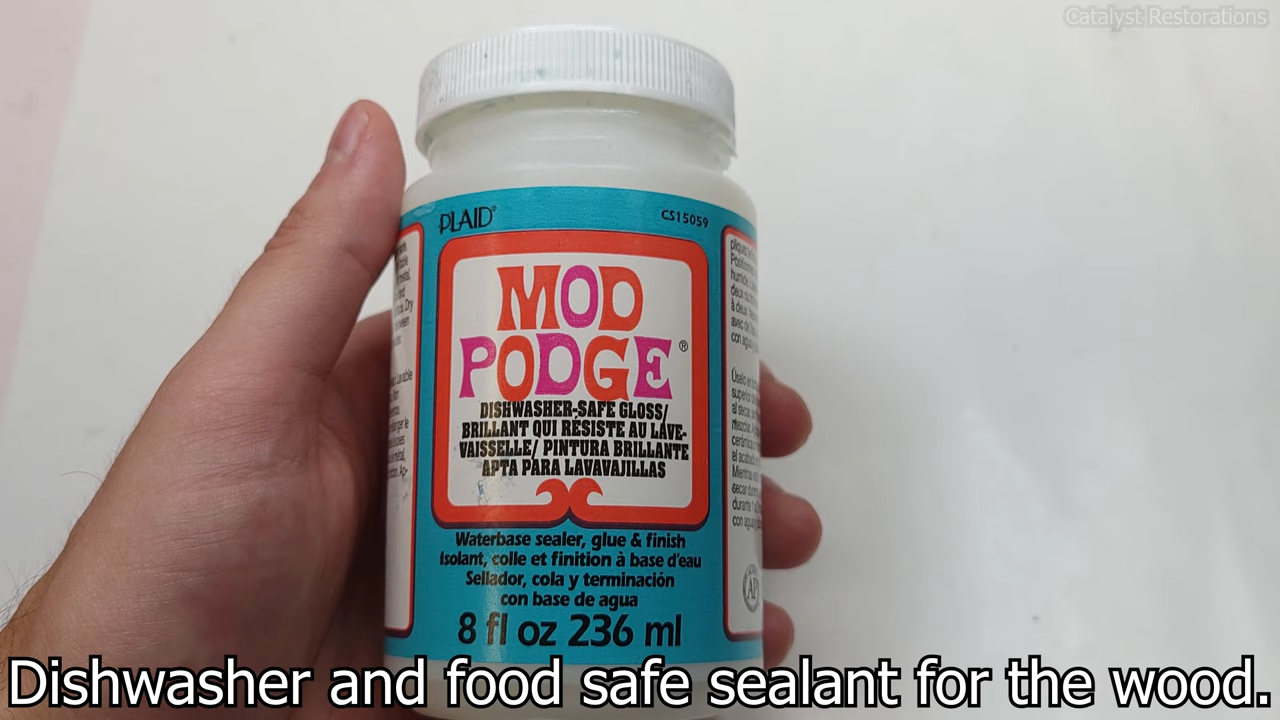 Catalyst Restorations
PLAID®
CS15059
MOD
PODGE®
DISHWASHER-SAFE GLOSS/
BRILLANT QUI RÉSISTE AU LAVE-
VAISSELLE/ PINTURA BRILLANTE
APTA PARA LAVAVAJILLAS
Waterbase sealer, glue & finish
Isolant, colle et finition à base d'eau
Sellador, cola y terminación
con base de agua
8 fl oz 236 ml
AP
Dishwasher and food safe sealant for the wood.